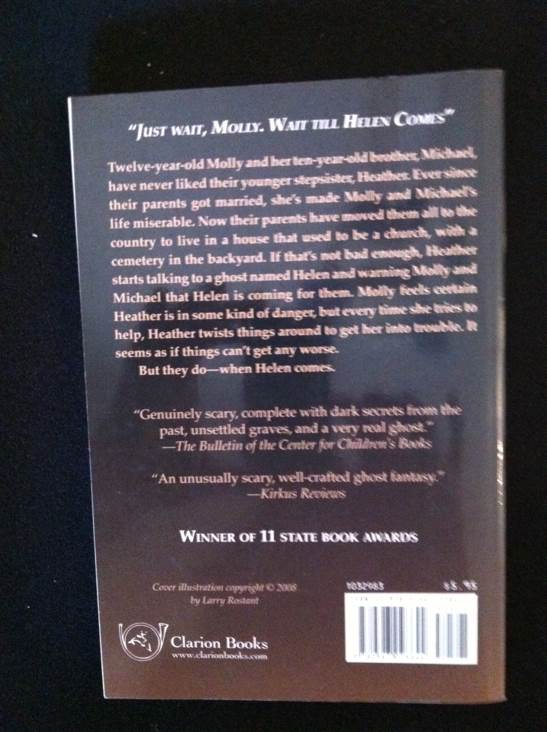 “Just wait, Molly. Wait till Helen Comes”
Twelve-year-old Molly and her ten-year-old brother, Michael,
have never liked their younger stepsister, Heather. Ever since
their parents got married, she's made Molly and Michael's
life miserable. Now their parents have moved them all to the
country to live in a house that used to be a church, with a
cemetery in the backyard. If that's not bad enough, Heather
starts talking to a ghost named Helen and warning Molly and
Michael that Helen is coming for them. Molly feels certain
Heather is in some kind of danger, but every time she tries to
help, Heather twists things around to get her into trouble. It
seems as if things can't get any worse.
But they do—when Helen comes.
“Genuinely scary, complete with dark secrets from the
past, unsettled graves, and a very real ghost.”
—The Bulletin of the Center for Children's Books
“An unusually scary, well-crafted ghost fantasy.”
—Kirkus Reviews
Winner of 11 state book awards
Cover illustration copyright © 2008
by Larry Rostant
1032983 $5.95
Clarion Books
www.clarionbooks.com